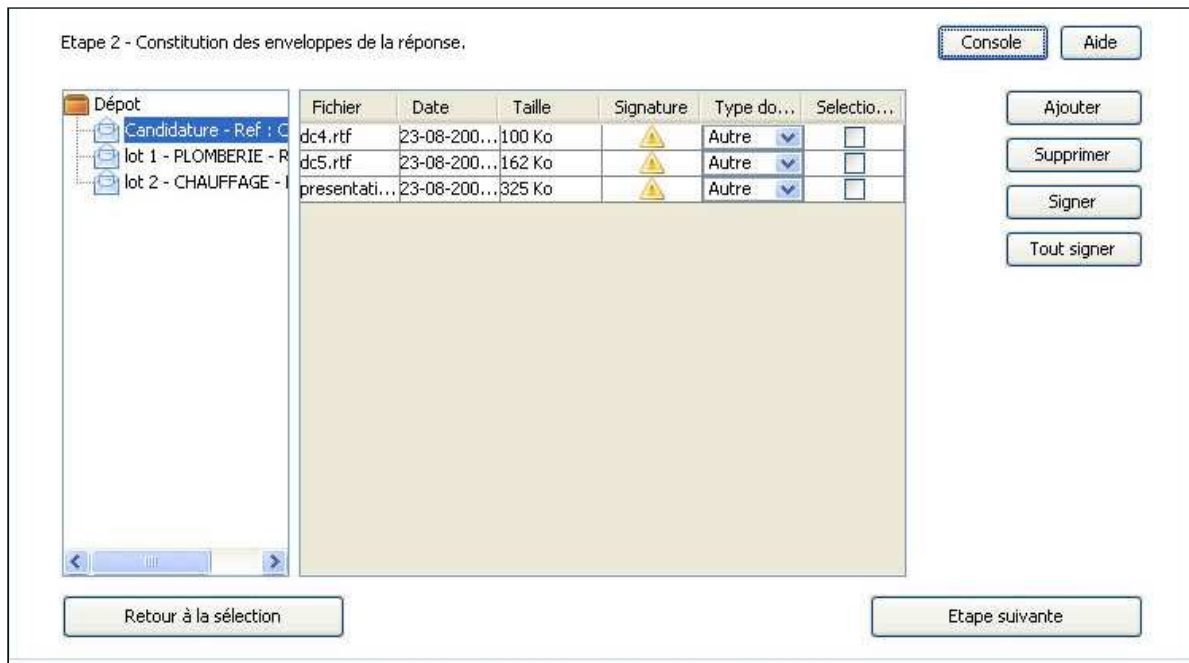 Etape 2 - Constitution des enveloppes de la réponse.
Console
Aide
Dépot
Candidature - Ref : C
lot 1 - PLOMBERIE - R
lot 2 - CHAUFFAGE -
Fichier Date Taille Signature Type do... Selectio...
dc4.rtf 23-08-200... 100 Ko Autre
dc5.rtf 23-08-200... 162 Ko Autre
presentati... 23-08-200... 325 Ko Autre
Ajouter
Supprimer
Signer
Tout signer
Retour à la sélection
Etape suivante